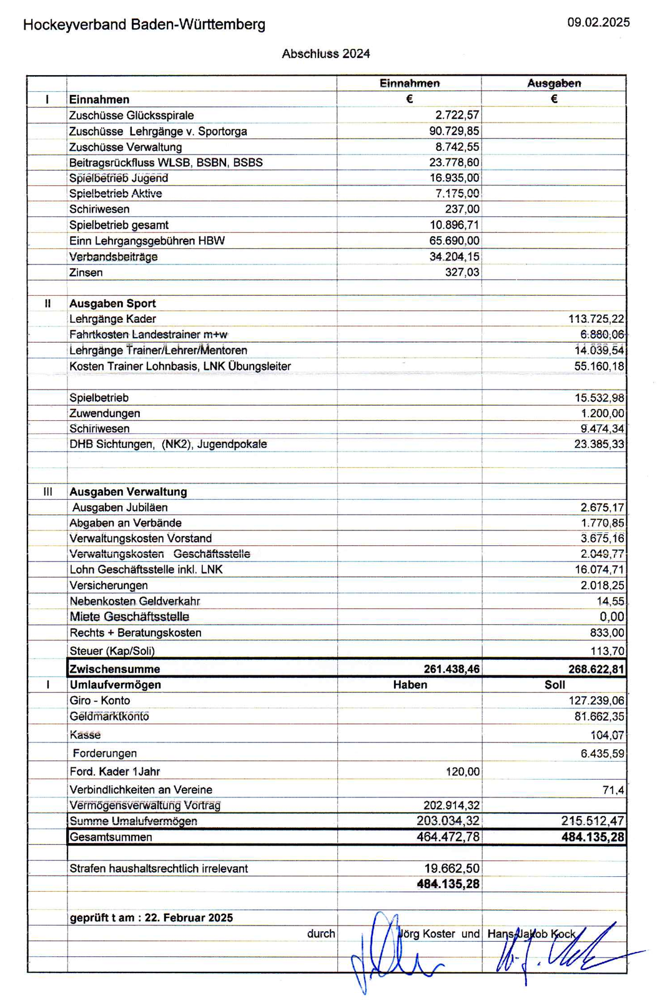 Hockeyverband Baden-Württemberg 09.02.2025
Abschluss 2024
Einnahmen Ausgaben
I Einnahmen € €
Zuschüsse Glücksspirale 2.722,57
Zuschüsse Lehrgänge v. Sportorga 90.729,85
Zuschüsse Verwaltung 8.742,55
Beitragsrückfluss WLSB, BSBN, BSBS 23.778,60
Spielbetrieb Jugend 16.935,00
Spielbetrieb Aktive 7.175,00
Schiriwesen 237,00
Spielbetrieb gesamt 10.896,71
Einn Lehrgangsgebühren HBW 65.690,00
Verbandsbeiträge 34.204,15
Zinsen 327,03
II Ausgaben Sport
Lehrgänge Kader 113.725,22
Fahrtkosten Landestrainer m+w 6.880,06
Lehrgänge Trainer/Lehrer/Mentoren 14.039,54
Kosten Trainer Lohnbasis, LNK Übungsleiter 55.160,18
Spielbetrieb 15.532,98
Zuwendungen 1.200,00
Schiriwesen 9.474,34
DHB Sichtungen, (NK2), Jugendpokale 23.385,33
III Ausgaben Verwaltung
Ausgaben Jubiläen 2.675,17
Abgaben an Verbände 1.770,85
Verwaltungskosten Vorstand 3.675,16
Verwaltungskosten Geschäftsstelle 2.049,77
Lohn Geschäftsstelle inkl. LNK 16.074,71
Versicherungen 2.018,25
Nebenkosten Geldverkahr 14,55
Miete Geschäftsstelle 0,00
Rechts + Beratungskosten 833,00
Steuer (Kap/Soli) 113,70
Zwischensumme 261.438,46 268.622,81
I Umlaufvermögen Haben Soll
Giro - Konto 127.239,06
Geldmarktkonto 81.662,35
Kasse 104,07
Forderungen 6.435,59
Ford. Kader 1Jahr 120,00
Verbindlichkeiten an Vereine 71,4
Vermögensverwaltung Vortrag 202.914,32
Summe Umalufvermögen 203.034,32 215.512,47
Gesamtsummen 464.472,78 484.135,28
Strafen haushaltsrechtlich irrelevant 19.662,50
484.135,28
geprüft t am : 22. Februar 2025
durch Jörg Koster und Hans-Jakob Kock